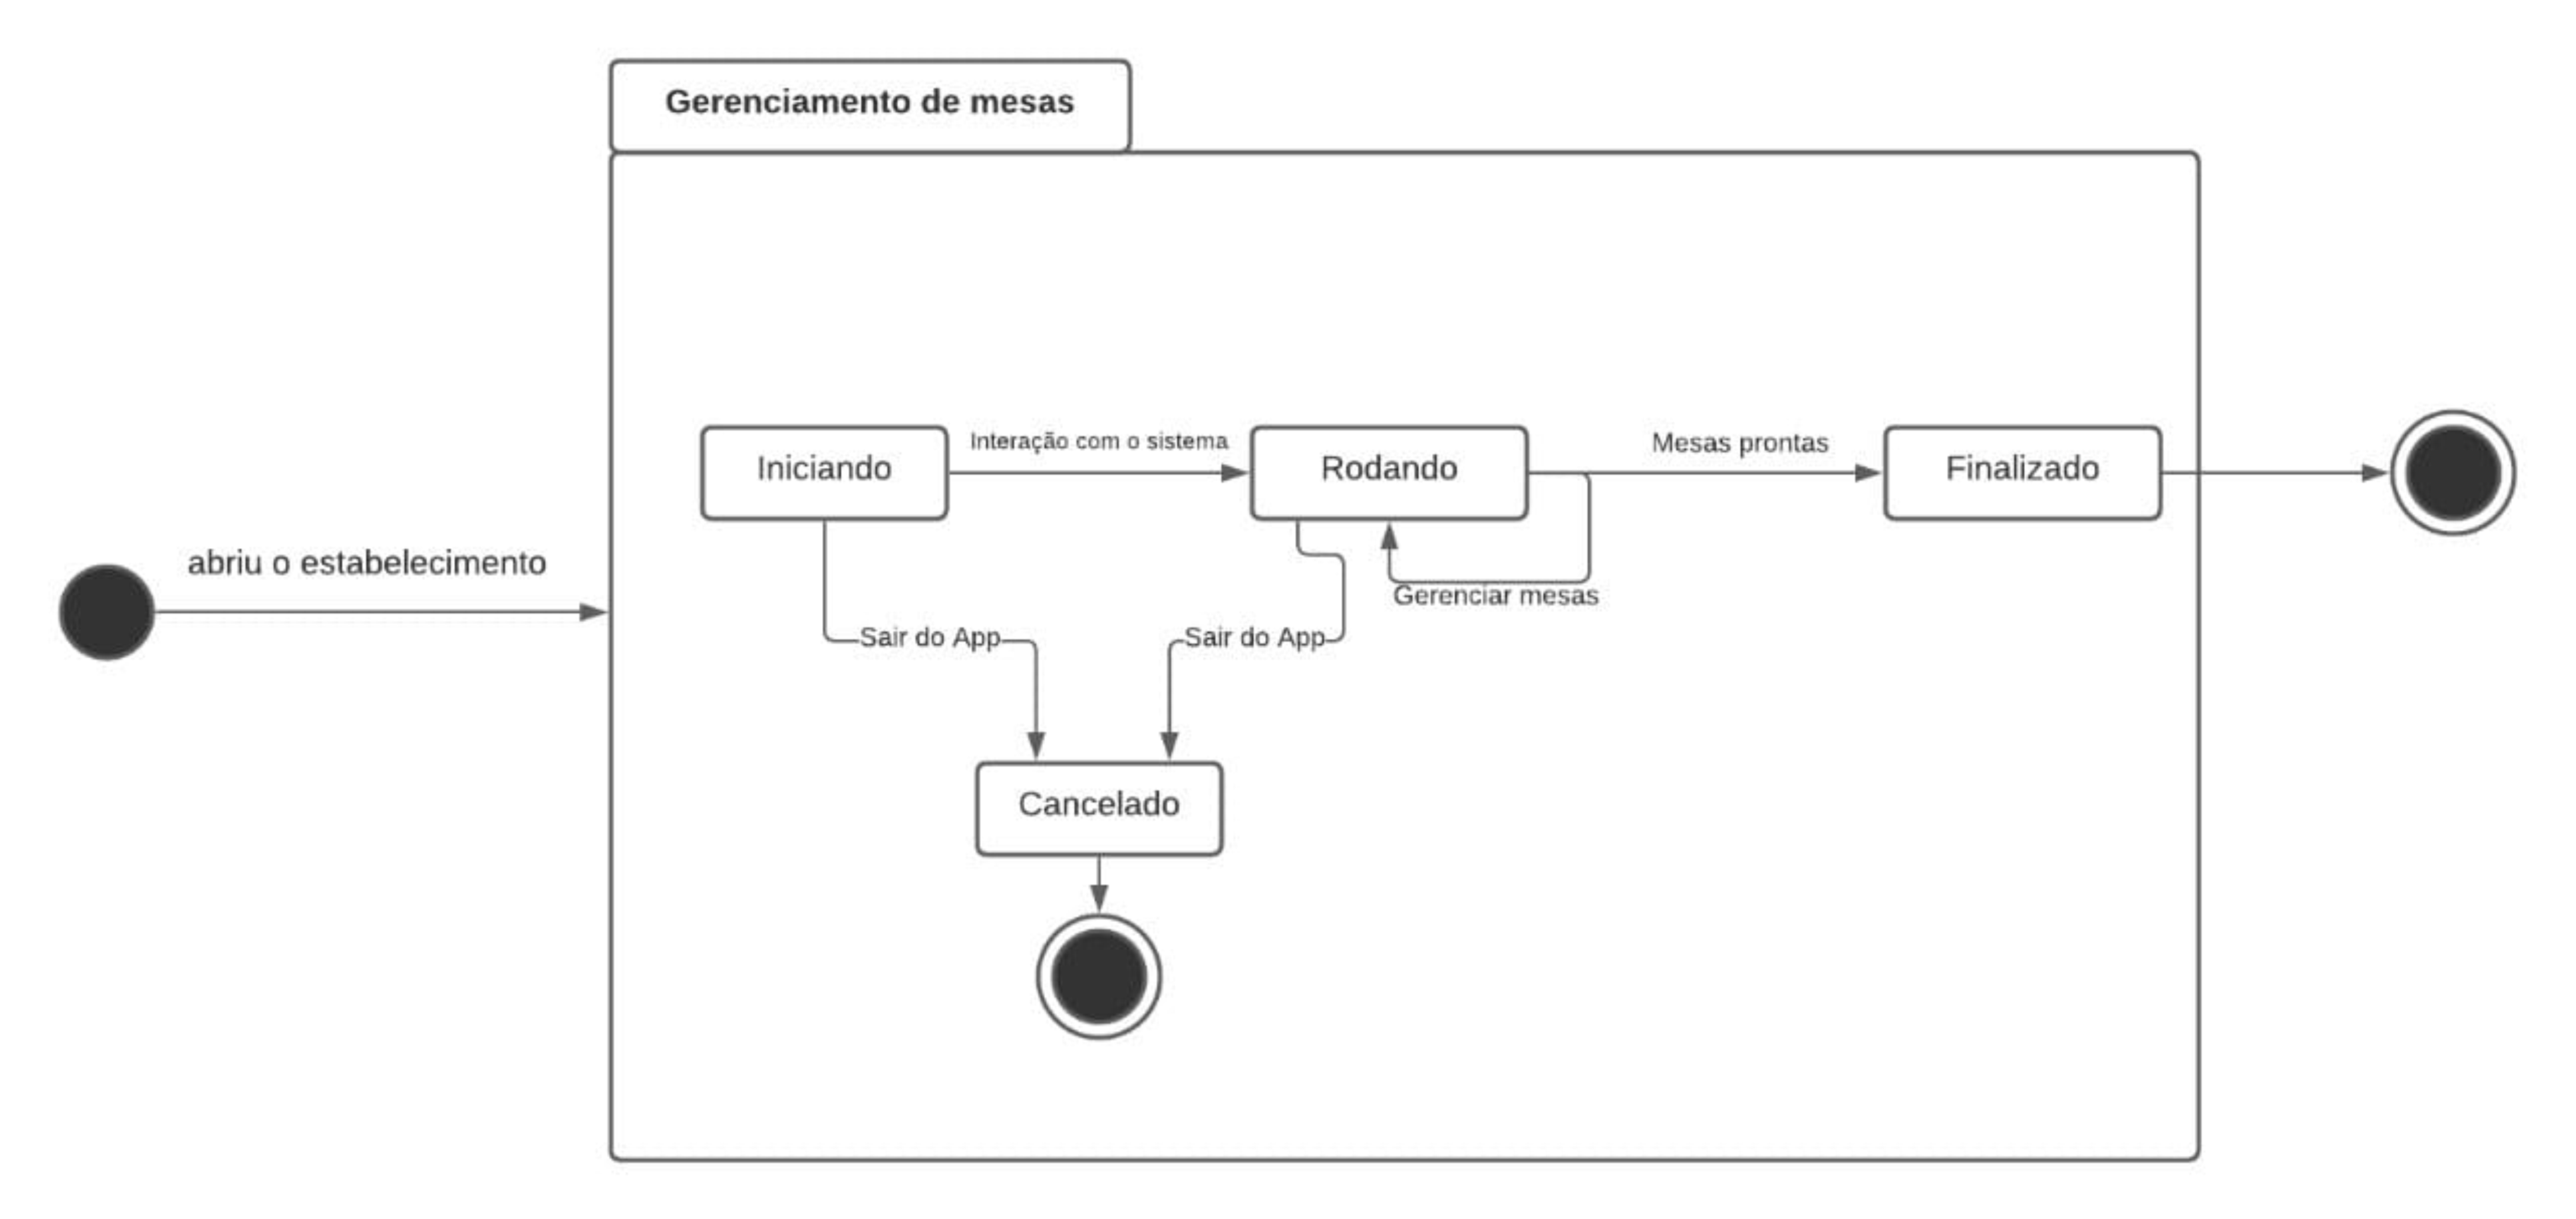 Gerenciamento de mesas
Iniciando
Interação com o sistema
Rodando
Mesas prontas
Finalizado
abriu o estabelecimento
Gerenciar mesas
Sair do App
Sair do App
Cancelado